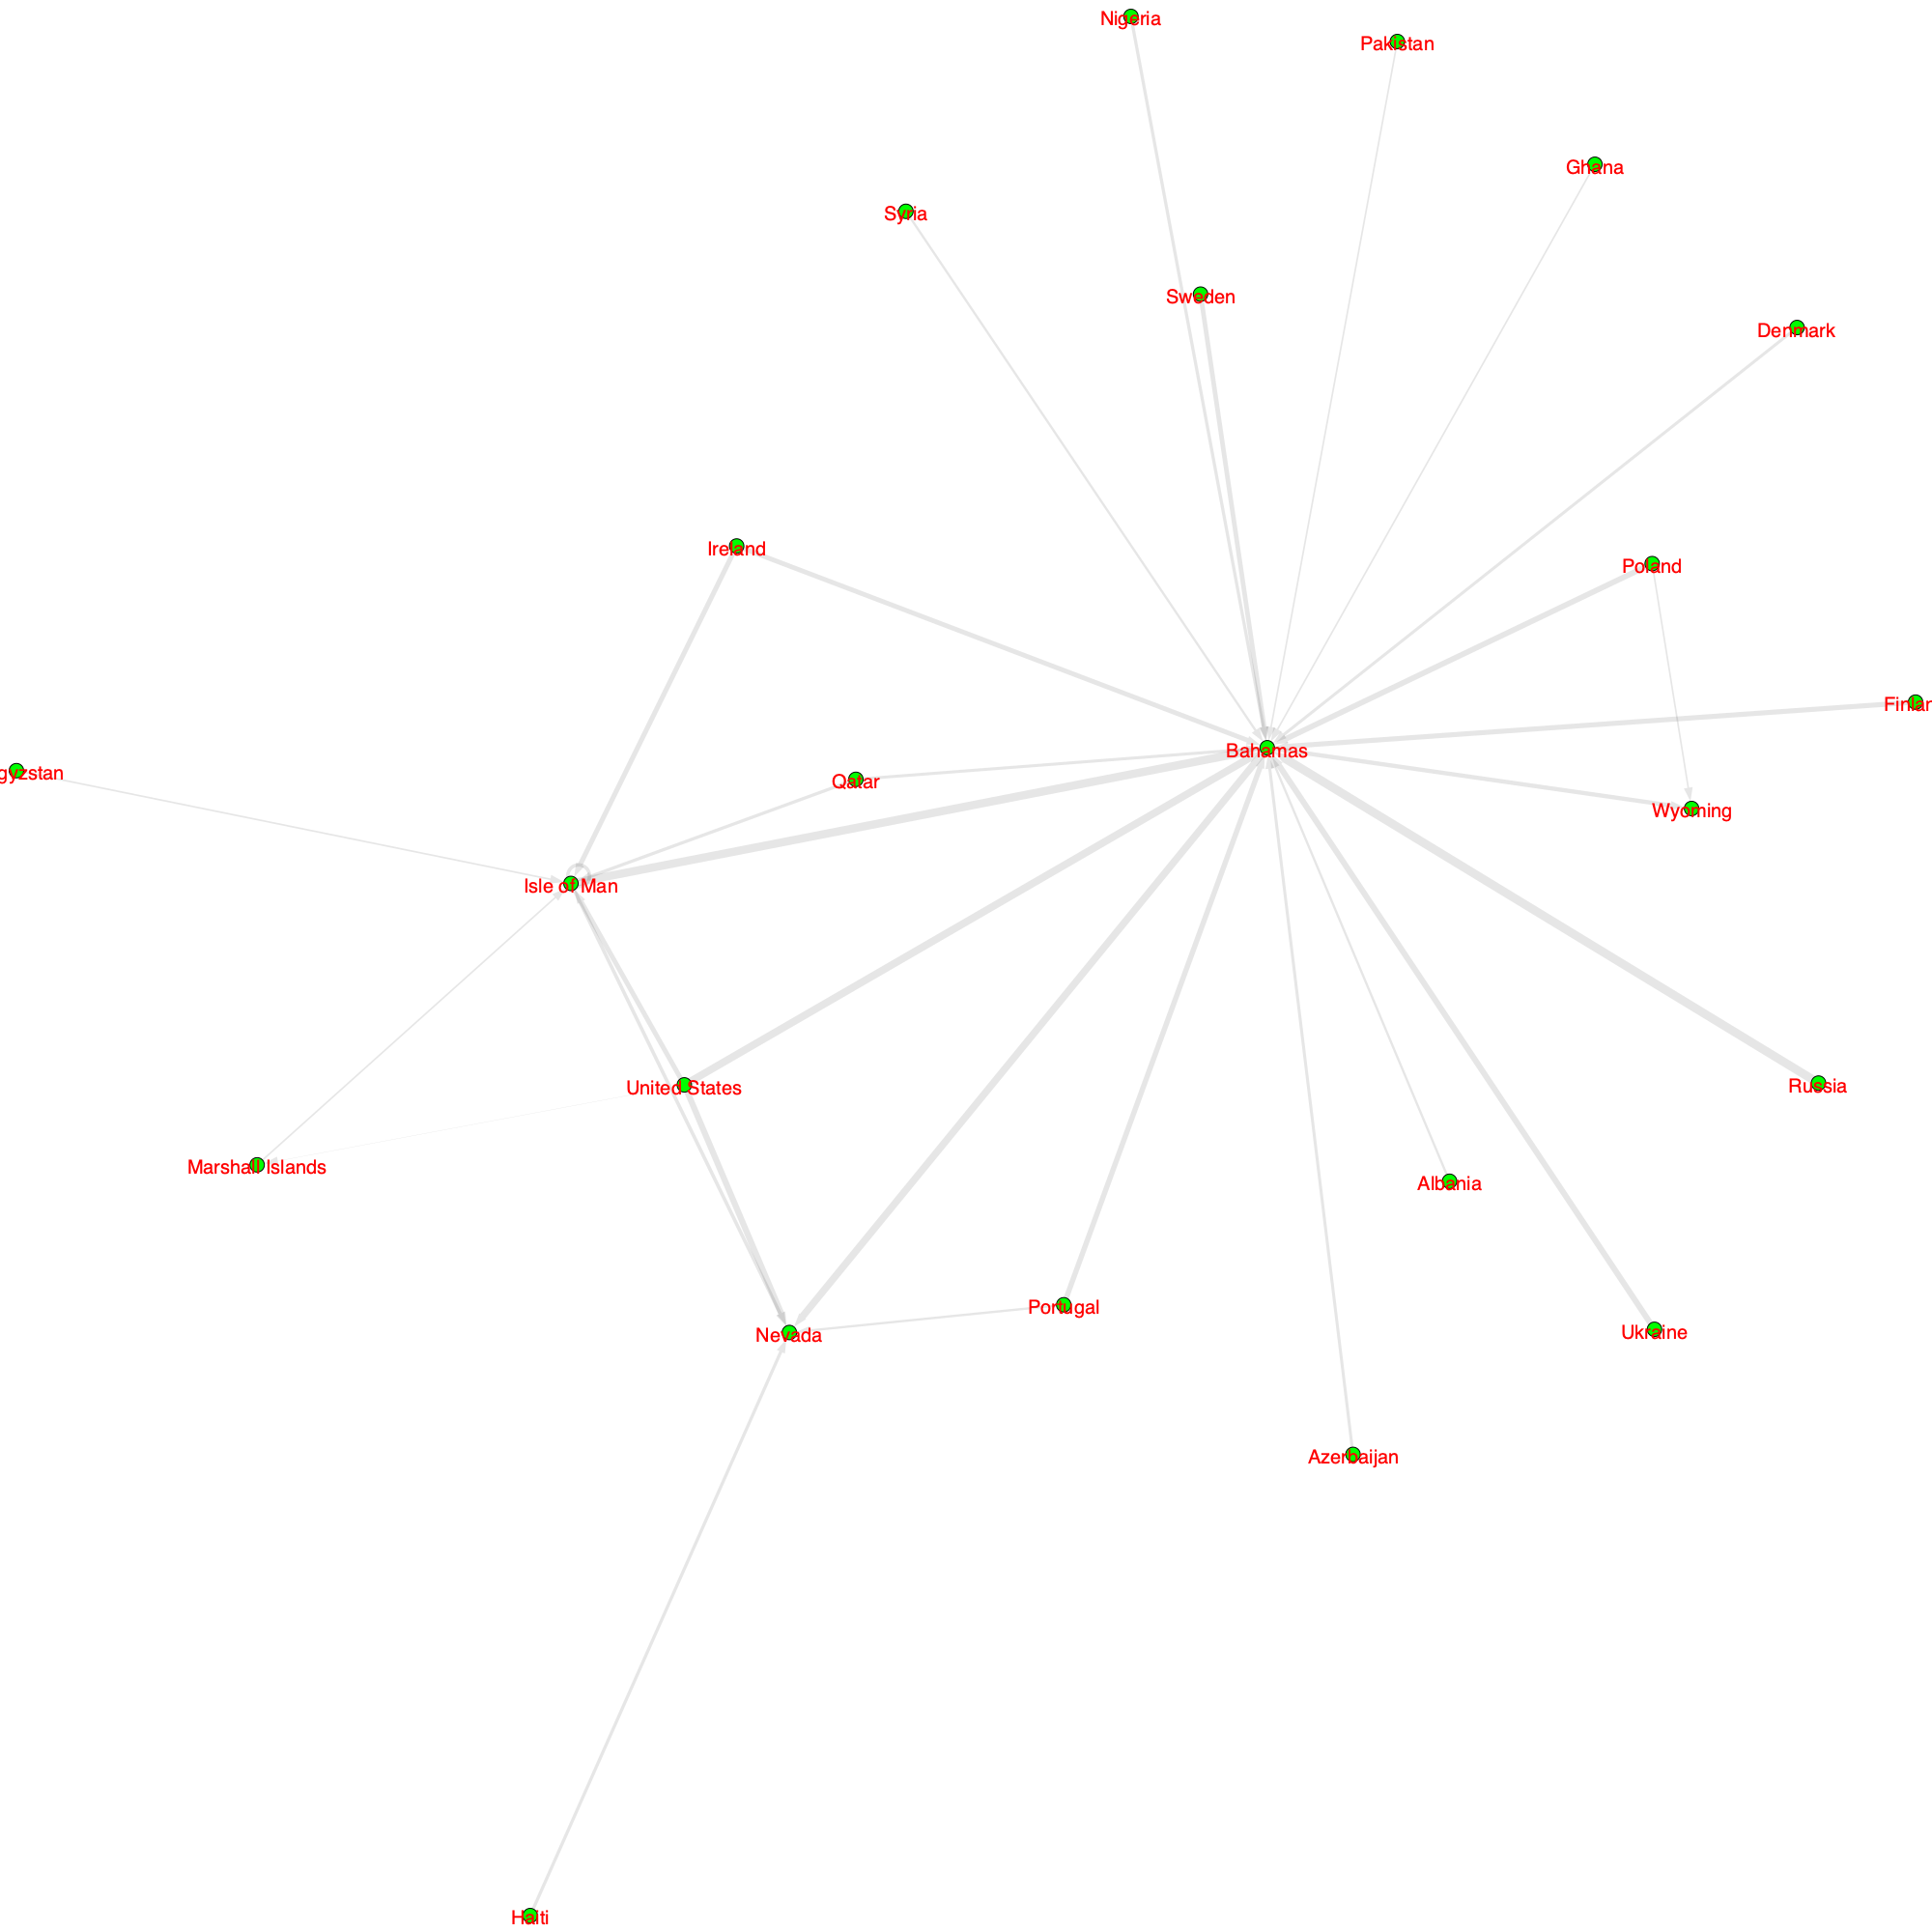 Nigeria
Pakistan
Ghana
Syria
Sweden
Denmark
Ireland
Poland
Finlan
Bahamas
gyzstan
Qatar
Wyoming
Isle of Man
United States
Russia
Marshall Islands
Albania
Portugal
Nevada
Ukraine
Azerbaijan
Haiti